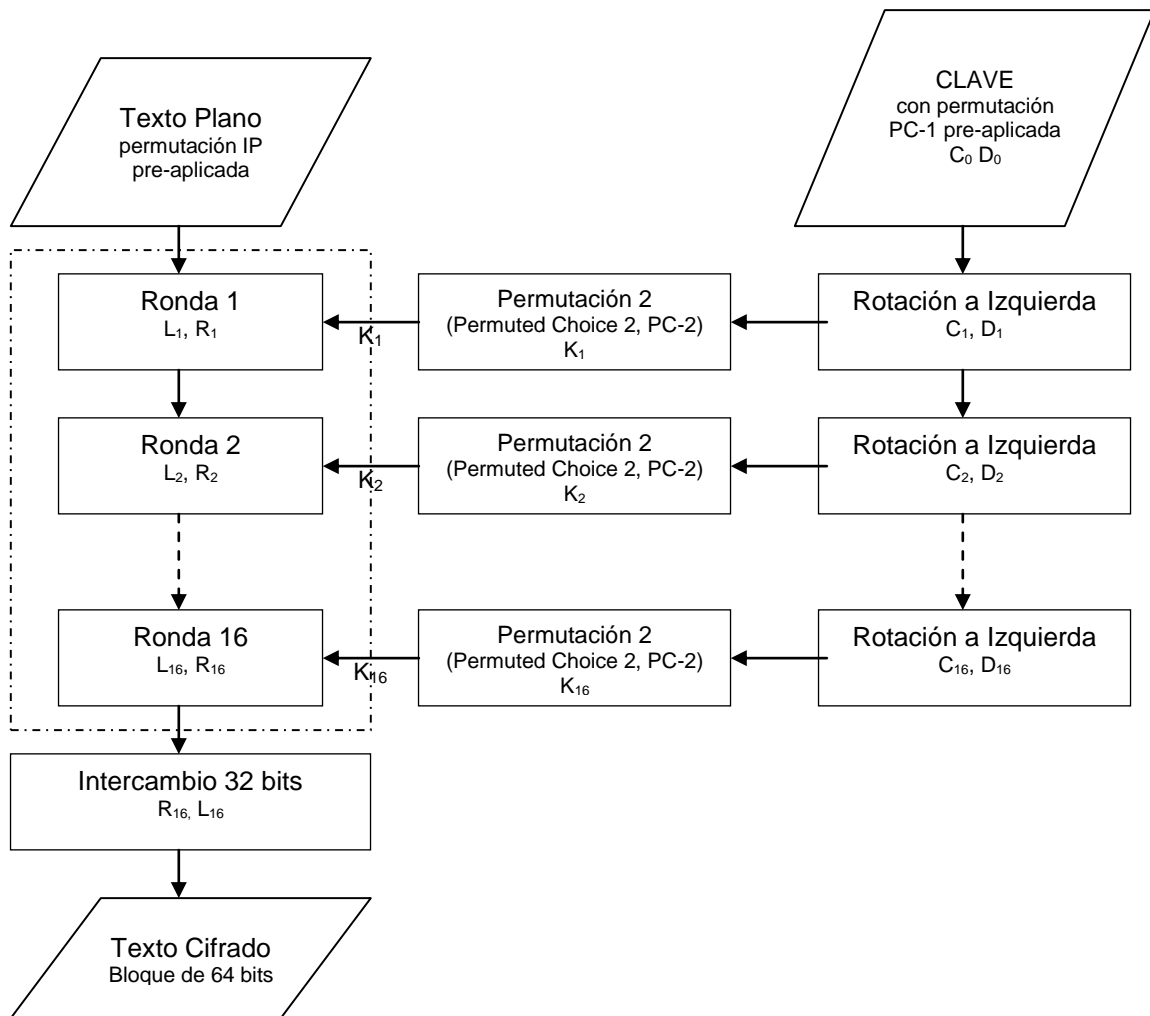 Texto Plano
permutación IP
pre-aplicada
CLAVE
con permutación
PC-1 pre-aplicada
C₀ D₀
Ronda 1
L₁, R₁
K₁
Permutación 2
(Permuted Choice 2, PC-2)
K₁
Rotación a Izquierda
C₁, D₁
Ronda 2
L₂, R₂
K₂
Permutación 2
(Permuted Choice 2, PC-2)
K₂
Rotación a Izquierda
C₂, D₂
Ronda 16
L₁₆, R₁₆
K₁₆
Permutación 2
(Permuted Choice 2, PC-2)
K₁₆
Rotación a Izquierda
C₁₆, D₁₆
Intercambio 32 bits
R₁₆, L₁₆
Texto Cifrado
Bloque de 64 bits